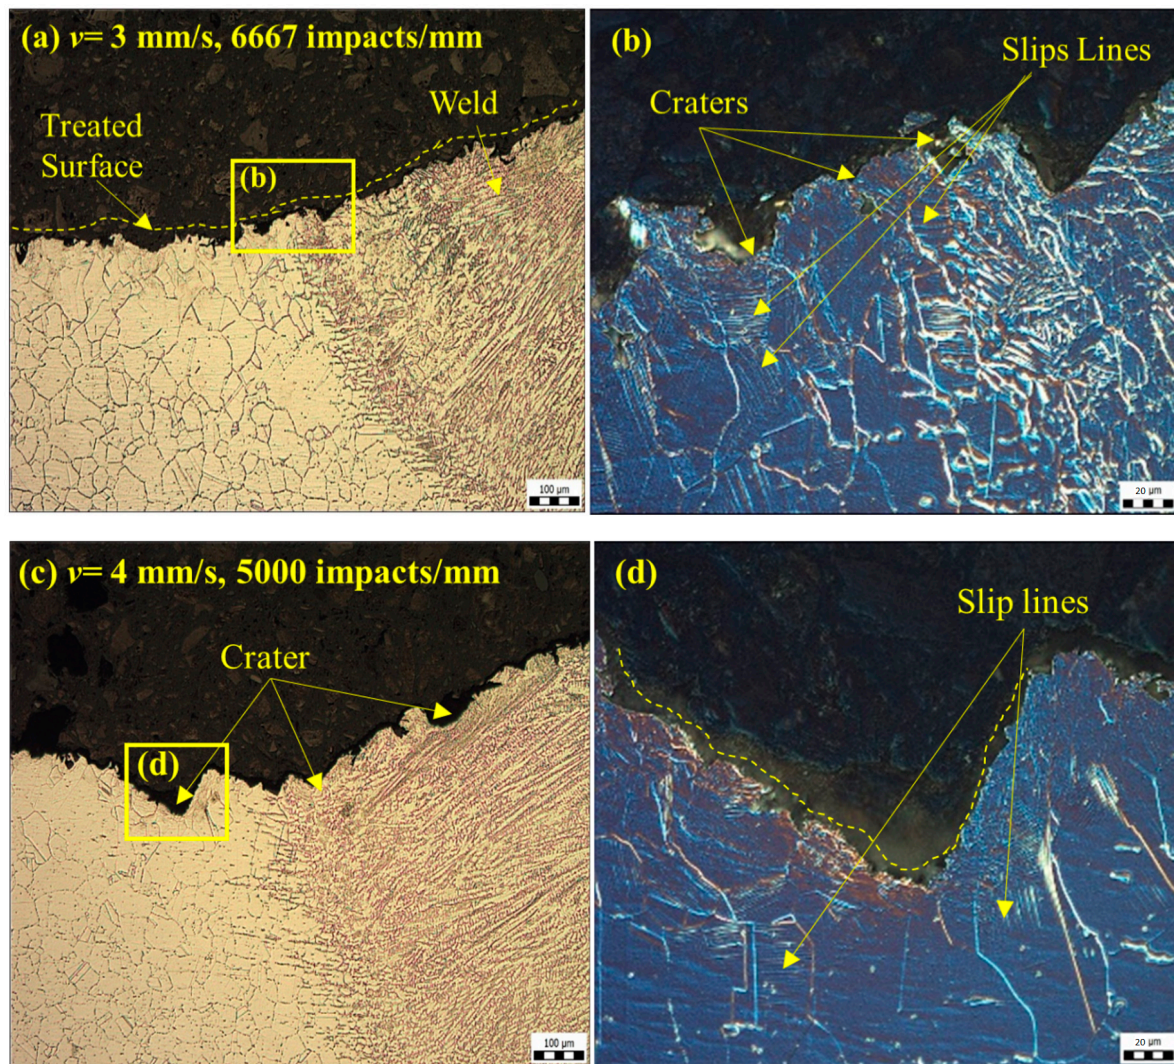 (a) v= 3 mm/s, 6667 impacts/mm
Weld
Treated
Surface
(b)
100 µm
(b)
Slips Lines
Craters
20 µm
(c) v= 4 mm/s, 5000 impacts/mm
Crater
(d)
100 µm
(d)
Slip lines
20 µm